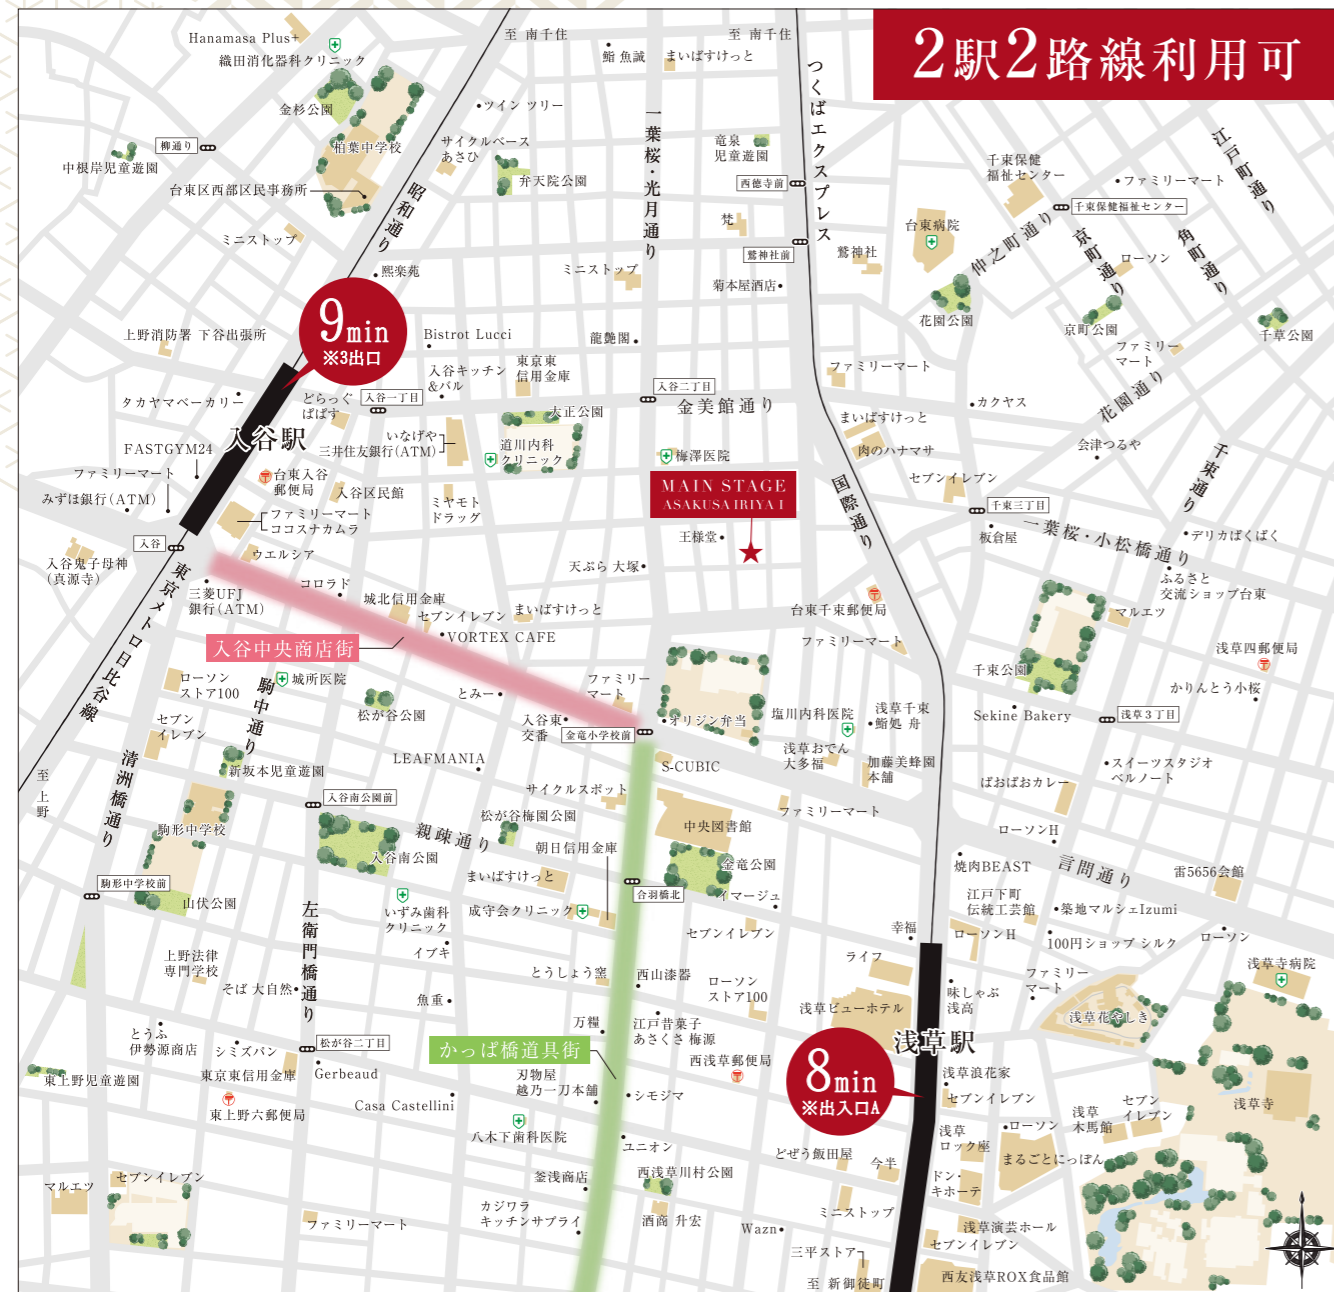 2駅2路線利用可
Hanamasa Plus+
織田消化器科クリニック
金杉公園
柏葉中学校
柳通り
中根岸児童遊園
台東区西部区民事務所
ミニストップ
昭和通り
熙楽苑
至 南千住
鮨 魚誠
まいばすけっと
至 南千住
ツイン ツリー
サイクルベース
あさひ
弁天院公園
一葉桜・光月通り
竜泉
児童遊園
西徳寺前
つくばエクスプレス
梵
鷲神社前
鷲神社
ミニストップ
菊本屋酒店
千束保健
福祉センター
ファミリーマート
千束保健福祉センター
江戸町通り
台東病院
仲之町通り
京町通り
角町通り
ローソン
花園公園
京町公園
千草公園
ファミリー
マート
花園通り
9min
※3出口
上野消防署 下谷出張所
Bistrot Lucci
龍艶閣
入谷キッチン
&バル
東京東
信用金庫
ファミリーマート
タカヤマベーカリー
どらっぐ
ぱぱす
入谷一丁目
入谷二丁目
金美館通り
カクヤス
大正公園
まいばすけっと
入谷駅
いなげや
三井住友銀行(ATM)
道川内科
クリニック
肉のハナマサ
会津つるや
千束通り
FASTGYM24
ファミリーマート
みずほ銀行(ATM)
台東入谷
郵便局
入谷区民館
梅澤医院
セブンイレブン
MAIN STAGE
ASAKUSA IRIYA I
国際通り
ミヤモト
ドラッグ
ファミリーマート
ココスナカムラ
千束三丁目
一葉桜・小松橋通り
板倉屋
デリカぱくぱく
王様堂
入谷
ウエルシア
入谷鬼子母神
(真源寺)
東京メトロ日比谷線
三菱UFJ
銀行(ATM)
コロラド
天ぷら 大塚
城北信用金庫
セブンイレブン
まいばすけっと
VORTEX CAFE
台東千束郵便局
ファミリーマート
ふるさと
交流ショップ台東
マルエツ
入谷中央商店街
浅草四郵便局
千束公園
かりんとう小桜
ローソン
ストア100
駒中通り
城所医院
松が谷公園
とみー
ファミリー
マート
オリジン弁当
塩川内科医院
浅草千束
鮨処 舟
Sekine Bakery
浅草3丁目
セブン
イレブン
入谷東
交番
金竜小学校前
LEAFMANIA
S-CUBIC
浅草おでん
大多福
加藤美蜂園
本舗
スイーツスタジオ
ベルノート
新坂本児童遊園
至 上野
清洲橋通り
入谷南公園前
サイクルスポット
ぱおぱおカレー
松が谷梅園公園
ファミリーマート
駒形中学校
親疎通り
中央図書館
ローソンH
入谷南公園
朝日信用金庫
金竜公園
焼肉BEAST
言問通り
雷5656会館
駒形中学校前
山伏公園
まいばすけっと
合羽橋北
イマージュ
江戸下町
伝統工芸館
築地マルシェIzumi
いずみ歯科
クリニック
成守会クリニック
セブンイレブン
幸福
ローソンH
100円ショップ シルク
ローソン
左衛門橋通り
イブキ
上野法律
専門学校
ライフ
ファミリー
マート
浅草寺病院
そば 大自然
とうしょう窯
西山漆器
ローソン
ストア100
味しゃぶ
浅高
魚重
浅草ビューホテル
浅草花やしき
とうふ
伊勢源商店
万糧
江戸昔菓子
あさくさ 梅源
浅草駅
シミズパン
松が谷二丁目
かっぱ橋道具街
8min
※出入口A
東上野児童遊園
東京東信用金庫
Gerbeaud
刃物屋
越乃一刀本舗
西浅草郵便局
浅草浪花家
セブンイレブン
東上野六郵便局
Casa Castellini
シモジマ
浅草
木馬館
セブン
イレブン
浅草寺
八木下歯科医院
ユニオン
浅草
ロック座
ローソン
まるごとにっぽん
どぜう飯田屋
今半
釜浅商店
西浅草川村公園
ドン・
キホーテ
セブンイレブン
マルエツ
カジワラ
キッチンサプライ
酒商 升宏
ミニストップ
ファミリーマート
Wazn
浅草演芸ホール
セブンイレブン
三平ストアー
至 新御徒町
西友浅草ROX食品館